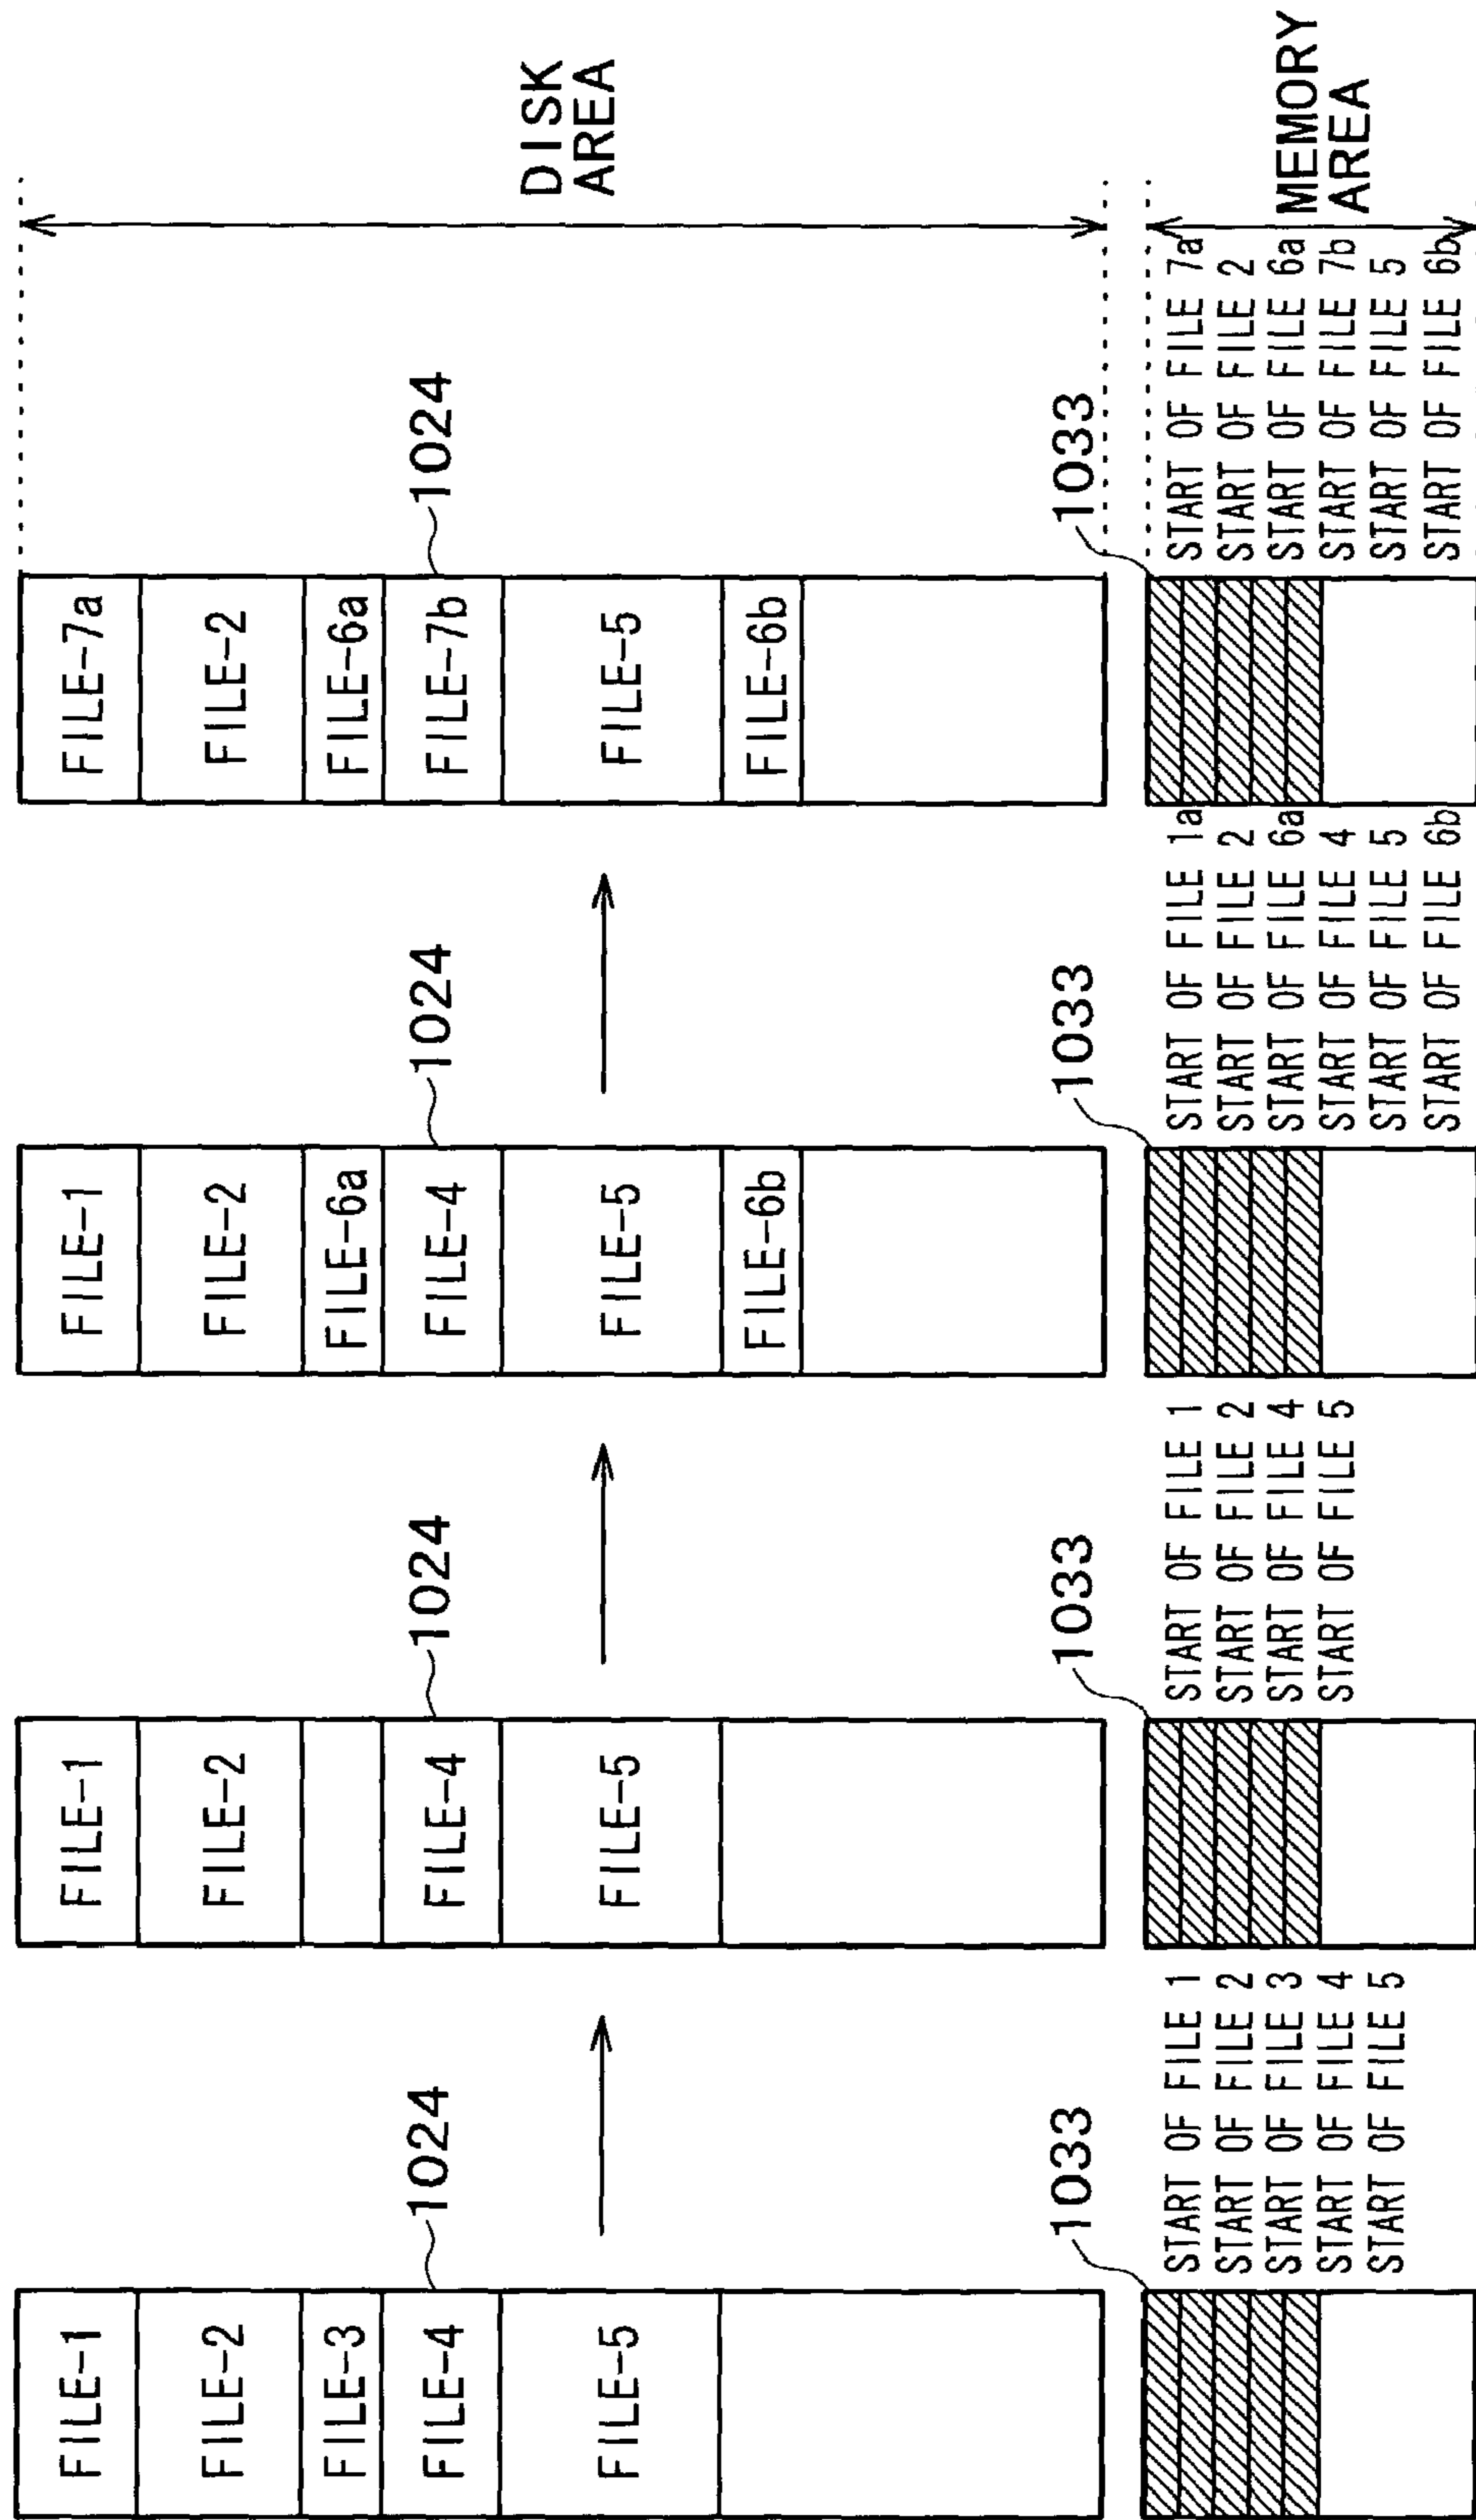 FILE-1
FILE-2
FILE-3
FILE-4
FILE-5
1024
1033
START OF FILE 1
START OF FILE 2
START OF FILE 3
START OF FILE 4
START OF FILE 5
FILE-1
FILE-2
FILE-4
FILE-5
1024
1033
START OF FILE 1
START OF FILE 2
START OF FILE 4
START OF FILE 5
FILE-1
FILE-2
FILE-6a
FILE-4
FILE-5
FILE-6b
1024
1033
START OF FILE 1a
START OF FILE 2
START OF FILE 6a
START OF FILE 4
START OF FILE 5
START OF FILE 6b
FILE-7a
FILE-2
FILE-6a
FILE-7b
FILE-5
FILE-6b
1024
1033
START OF FILE 7a
START OF FILE 2
START OF FILE 6a
START OF FILE 7b
START OF FILE 5
START OF FILE 6b
DISK
AREA
MEMORY
AREA